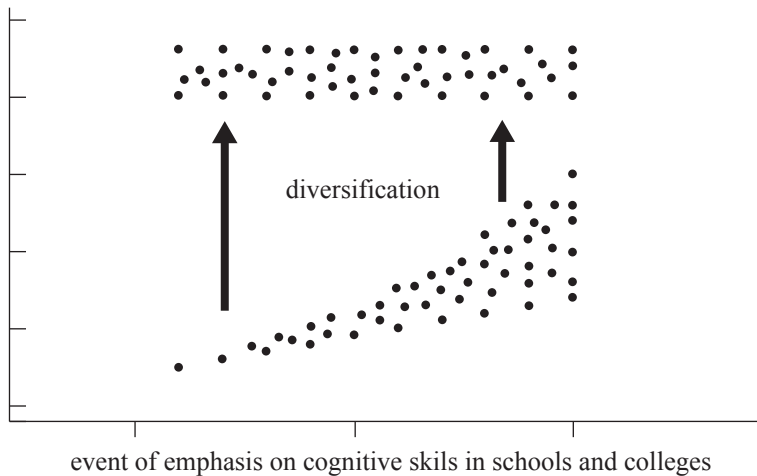 diversification
event of emphasis on cognitive skils in schools and colleges